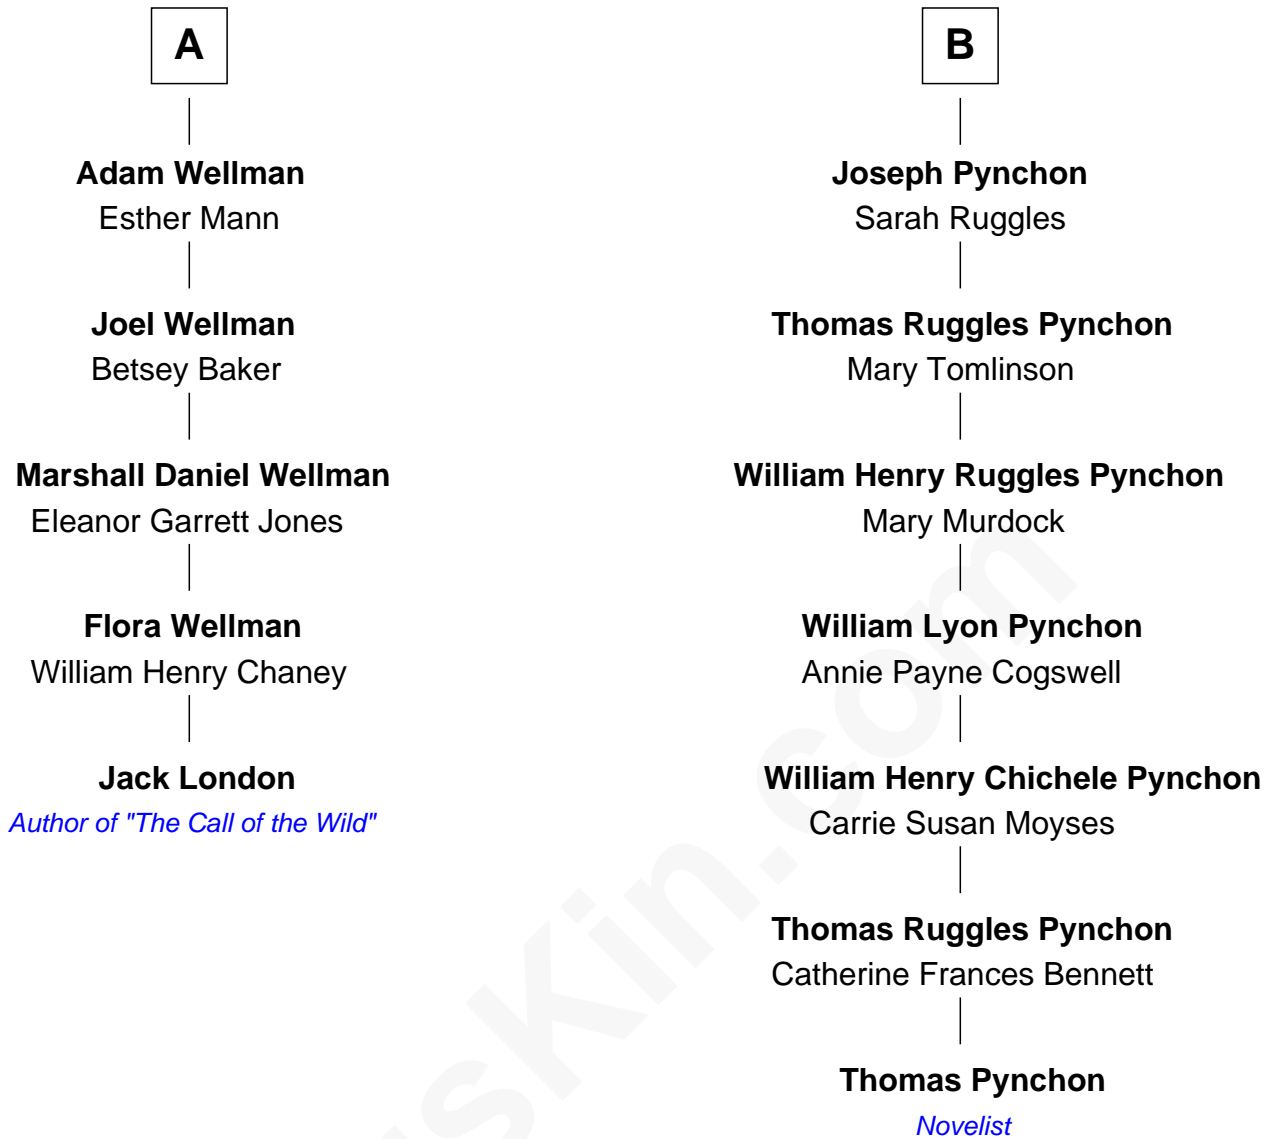 A
Adam Wellman
Esther Mann
Joel Wellman
Betsey Baker
Marshall Daniel Wellman
Eleanor Garrett Jones
Flora Wellman
William Henry Chaney
Jack London
Author of "The Call of the Wild"
B
Joseph Pynchon
Sarah Ruggles
Thomas Ruggles Pynchon
Mary Tomlinson
William Henry Ruggles Pynchon
Mary Murdock
William Lyon Pynchon
Annie Payne Cogswell
William Henry Chichele Pynchon
Carrie Susan Moyses
Thomas Ruggles Pynchon
Catherine Frances Bennett
Thomas Pynchon
Novelist
usKin.com